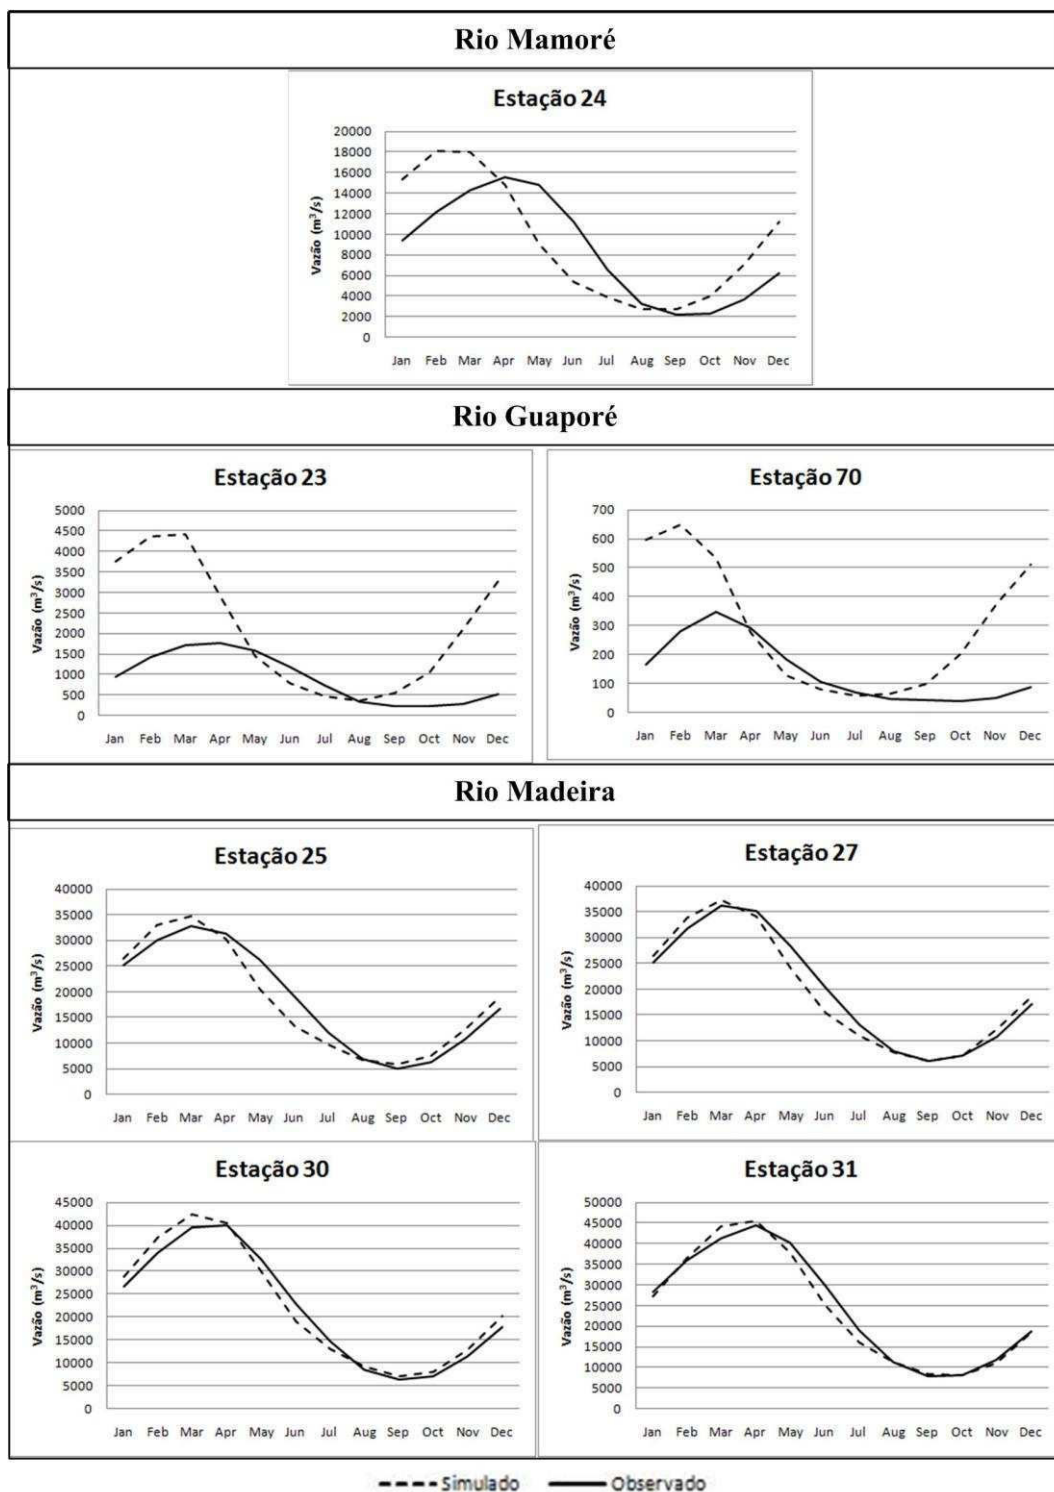 Rio Mamoré
Estação 24
Vazão (m³/s)
20000
18000
16000
14000
12000
10000
8000
6000
4000
2000
0
Jan Feb Mar Apr May Jun Jul Aug Sep Oct Nov Dec
Rio Guaporé
Estação 23
Vazão (m³/s)
5000
4500
4000
3500
3000
2500
2000
1500
1000
500
0
Jan Feb Mar Apr May Jun Jul Aug Sep Oct Nov Dec
Estação 70
Vazão (m³/s)
700
600
500
400
300
200
100
0
Jan Feb Mar Apr May Jun Jul Aug Sep Oct Nov Dec
Rio Madeira
Estação 25
Vazão (m³/s)
40000
35000
30000
25000
20000
15000
10000
5000
0
Jan Feb Mar Apr May Jun Jul Aug Sep Oct Nov Dec
Estação 27
Vazão (m³/s)
40000
35000
30000
25000
20000
15000
10000
5000
0
Jan Feb Mar Apr May Jun Jul Aug Sep Oct Nov Dec
Estação 30
Vazão (m³/s)
45000
40000
35000
30000
25000
20000
15000
10000
5000
0
Jan Feb Mar Apr May Jun Jul Aug Sep Oct Nov Dec
Estação 31
Vazão (m³/s)
50000
45000
40000
35000
30000
25000
20000
15000
10000
5000
0
Jan Feb Mar Apr May Jun Jul Aug Sep Oct Nov Dec
Simulado Observado